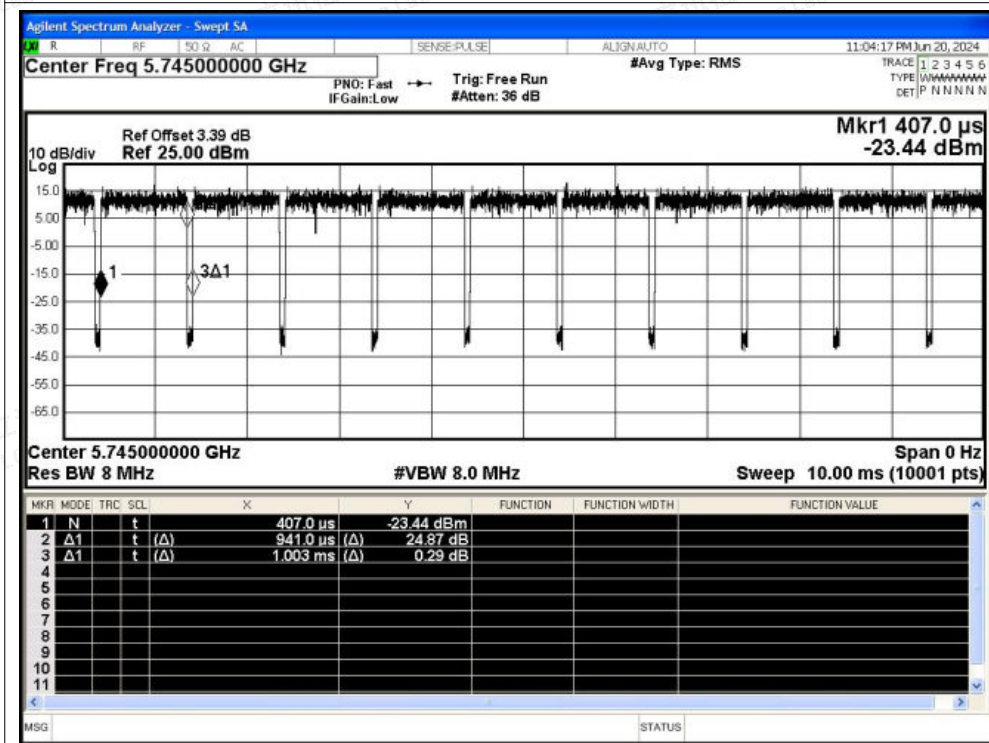 Agilent Spectrum Analyzer - Swept SA
LXI R RF 50 Ω AC SENSE:PULSE ALIGN AUTO 11:04:17 PM Jun 20, 2024
Center Freq 5.745000000 GHz #Avg Type: RMS TRACE 1 2 3 4 5 6
PNO: Fast Trig: Free Run TYPE WWWWWW
IFGain:Low #Atten: 36 dB DET P N N N N N
Mkr1 407.0 µs
Ref Offset 3.39 dB
10 dB/div Ref 25.00 dBm -23.44 dBm
Log
15.0
5.00
-5.00
-15.0
1 3Δ1
-25.0
-35.0
-45.0
-55.0
-65.0
Center 5.745000000 GHz Span 0 Hz
Res BW 8 MHz #VBW 8.0 MHz Sweep 10.00 ms (10001 pts)
MKR MODE TRC SCL X Y FUNCTION FUNCTION WIDTH FUNCTION VALUE
1 N t 407.0 µs -23.44 dBm
2 Δ1 t (Δ) 941.0 µs (Δ) 24.87 dB
3 Δ1 t (Δ) 1.003 ms (Δ) 0.29 dB
4
5
6
7
8
9
10
11
MSG STATUS